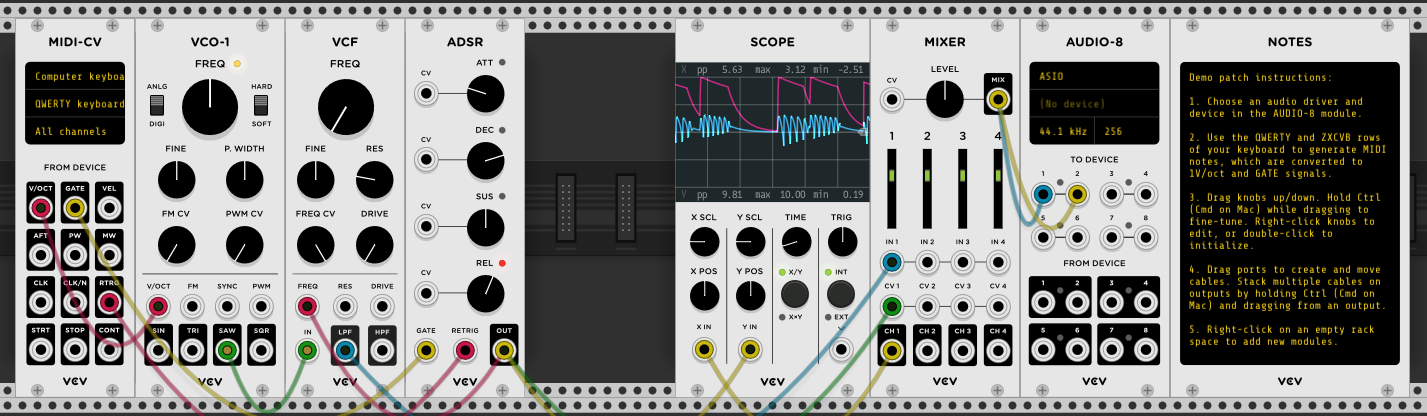 MIDI-CV
Computer keyboa
QWERTY keyboard
All channels
FROM DEVICE
V/OCT GATE VEL
AFT PW MW
CLK CLK/N RTRG
STRT STOP CONT
VCV
VCO-1
FREQ
ANLG HARD
DIGI SOFT
FINE P. WIDTH
FM CV PWM CV
V/OCT FM SYNC PWM
SIN TRI SAW SQR
VCV
VCF
FREQ
FINE RES
FREQ CV DRIVE
FREQ RES DRIVE
IN LPF HPF
VCV
ADSR
ATT
CV
DEC
CV
SUS
CV
REL
CV
GATE RETRIG OUT
VCV
SCOPE
X pp 5.63 max 3.12 min -2.51
Y pp 9.81 max 10.00 min 0.19
X SCL Y SCL TIME TRIG
X POS Y POS X/Y INT
X×Y EXT
X IN Y IN
VCV
MIXER
LEVEL
CV MIX
1 2 3 4
IN 1 IN 2 IN 3 IN 4
CV 1 CV 2 CV 3 CV 4
CH 1 CH 2 CH 3 CH 4
VCV
AUDIO-8
ASIO
(No device)
44.1 kHz 256
TO DEVICE
1 2 3 4
5 6 7 8
FROM DEVICE
1 2 3 4
5 6 7 8
VCV
NOTES
Demo patch instructions:
1. Choose an audio driver and
device in the AUDIO-8 module.
2. Use the QWERTY and ZXCVB rows
of your keyboard to generate MIDI
notes, which are converted to
1V/oct and GATE signals.
3. Drag knobs up/down. Hold Ctrl
(Cmd on Mac) while dragging to
fine-tune. Right-click knobs to
edit, or double-click to
initialize.
4. Drag ports to create and move
cables. Stack multiple cables on
outputs by holding Ctrl (Cmd on
Mac) and dragging from an output.
5. Right-click on an empty rack
space to add new modules.
VCV